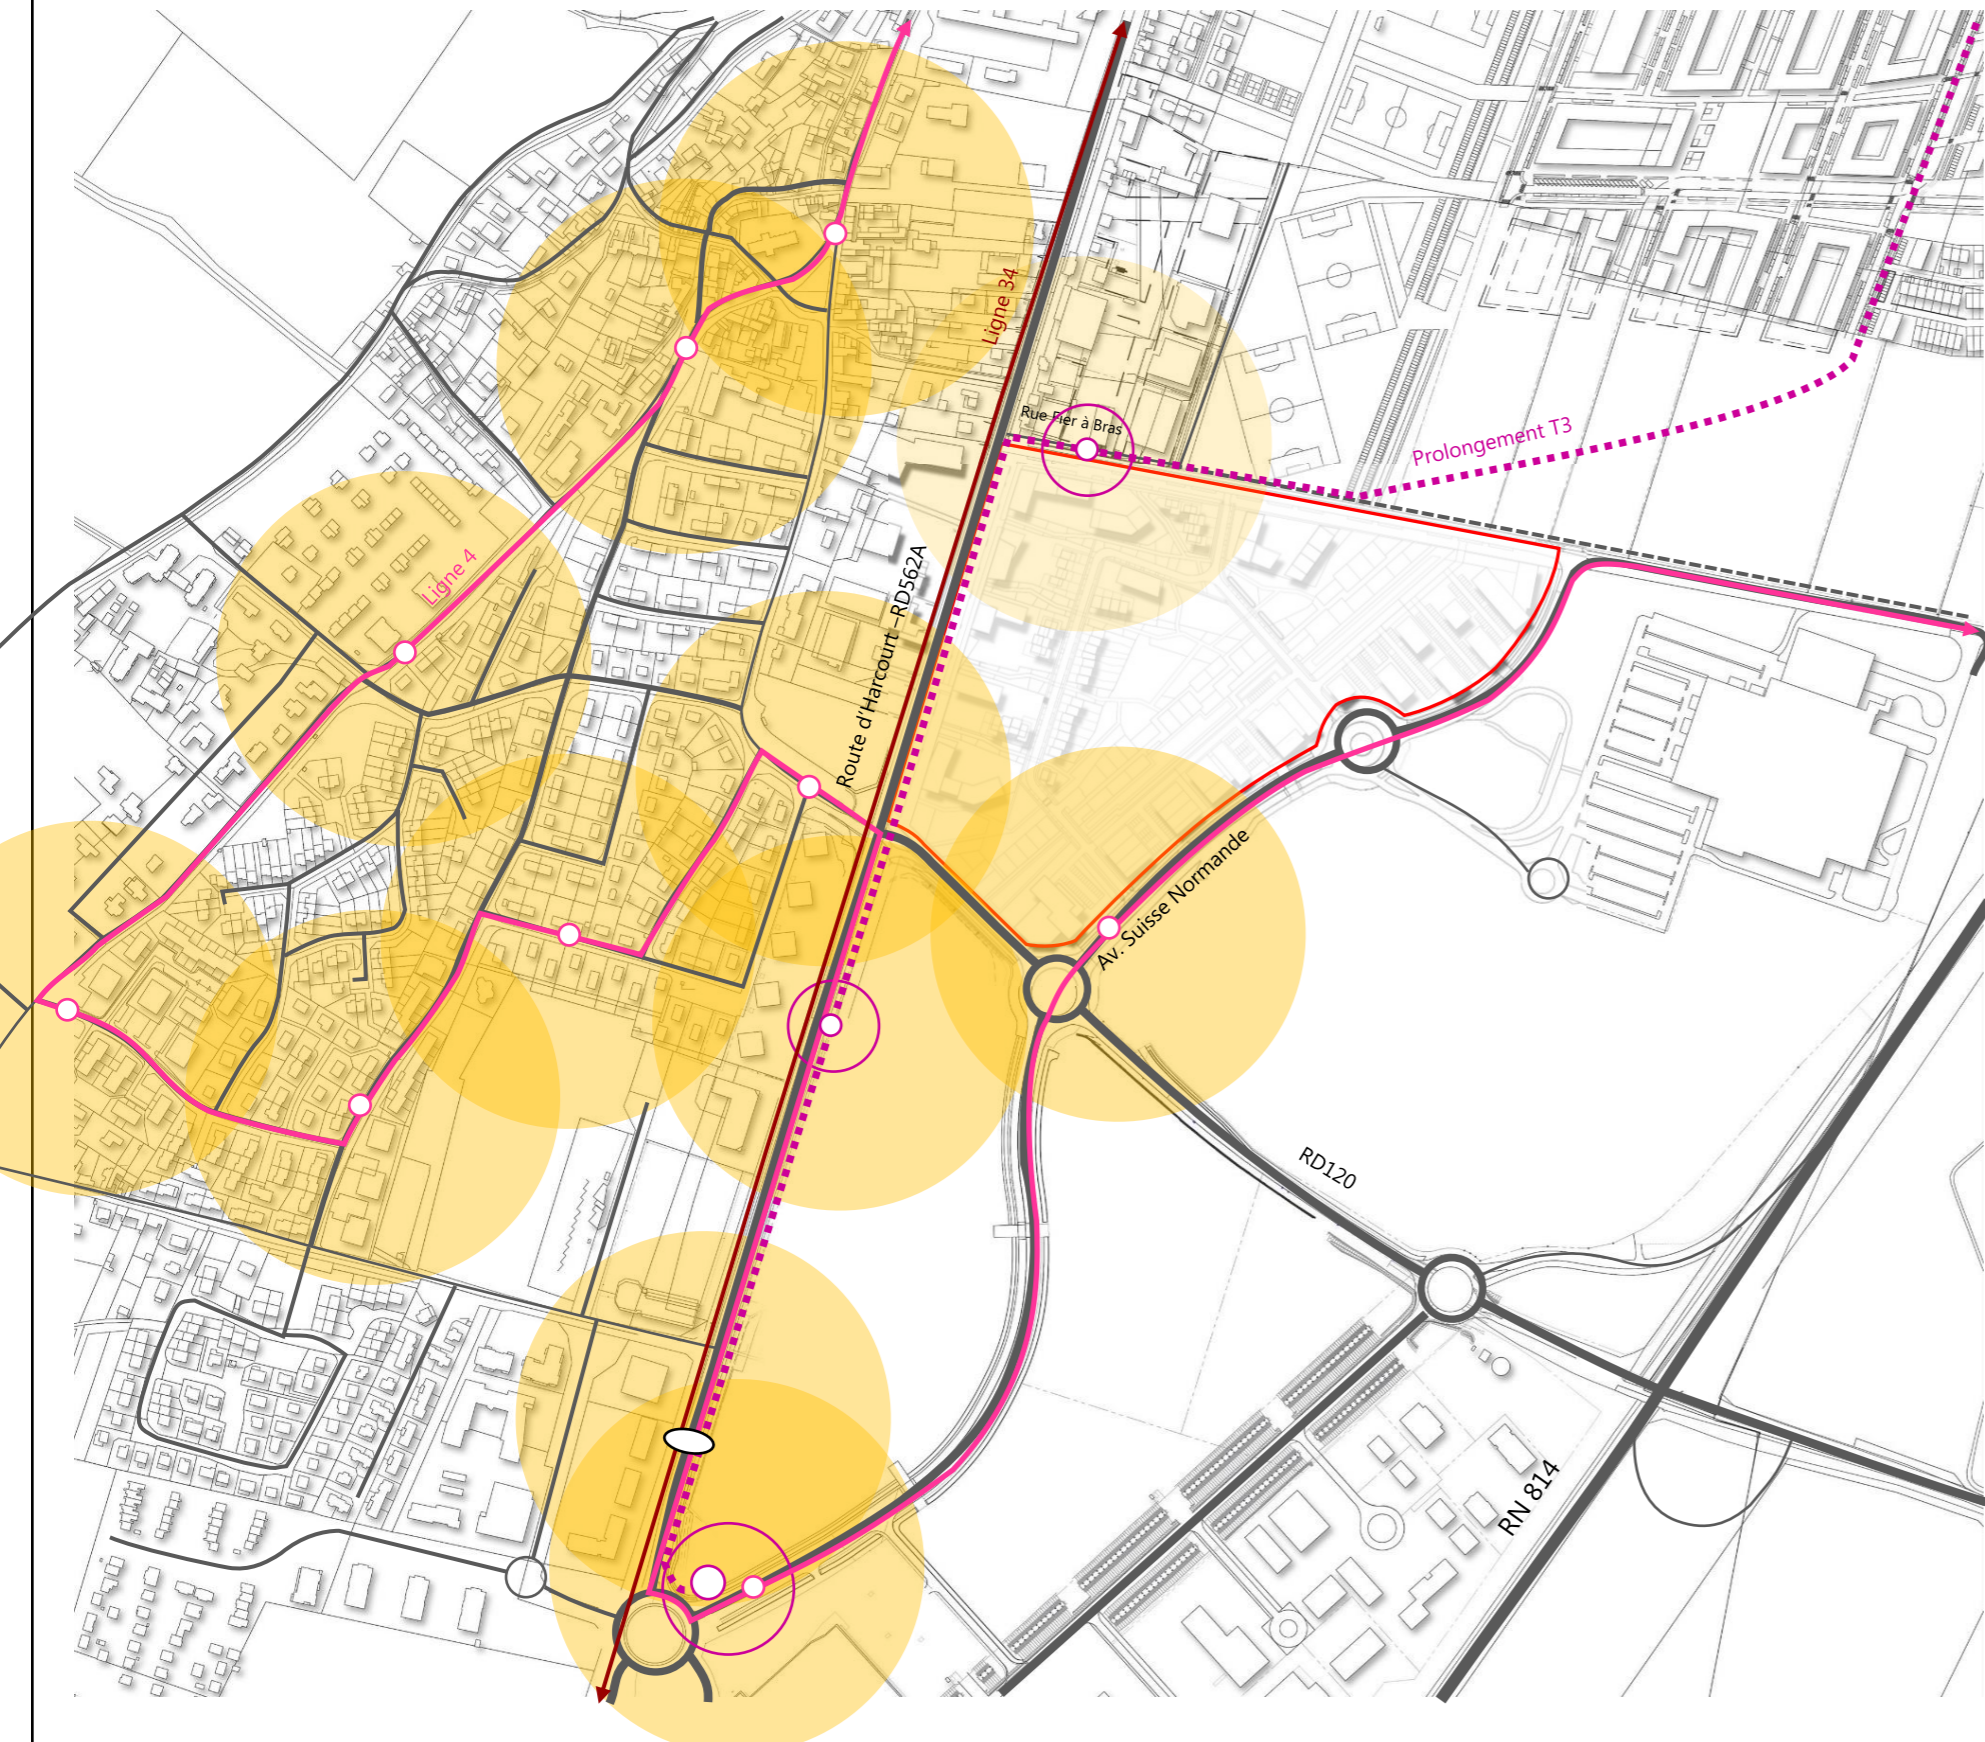 Ligne 34
Rue Fier à Bras
Prolongement T3
Ligne 4
Route d'Harcourt –RD562A
Av. Suisse Normande
RD120
RN 814